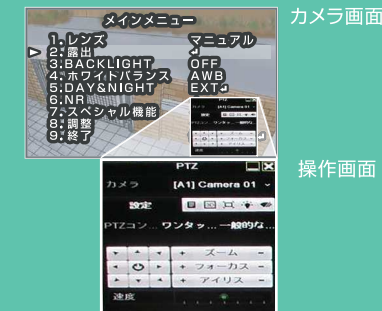 メインメニュー
1.レンズ マニュアル
2.露出
3.BACKLIGHT OFF
4.ホワイトバランス AWB
5.DAY&NIGHT EXT
6.NR
7.スペシャル機能
8.調整
9.終了
カメラ画面
PTZ
カメラ [A1] Camera 01
設定
PTZコン... ワンタッ... 一般的な...
+ ズーム -
+ フォーカス -
+ アイリス -
速度
操作画面